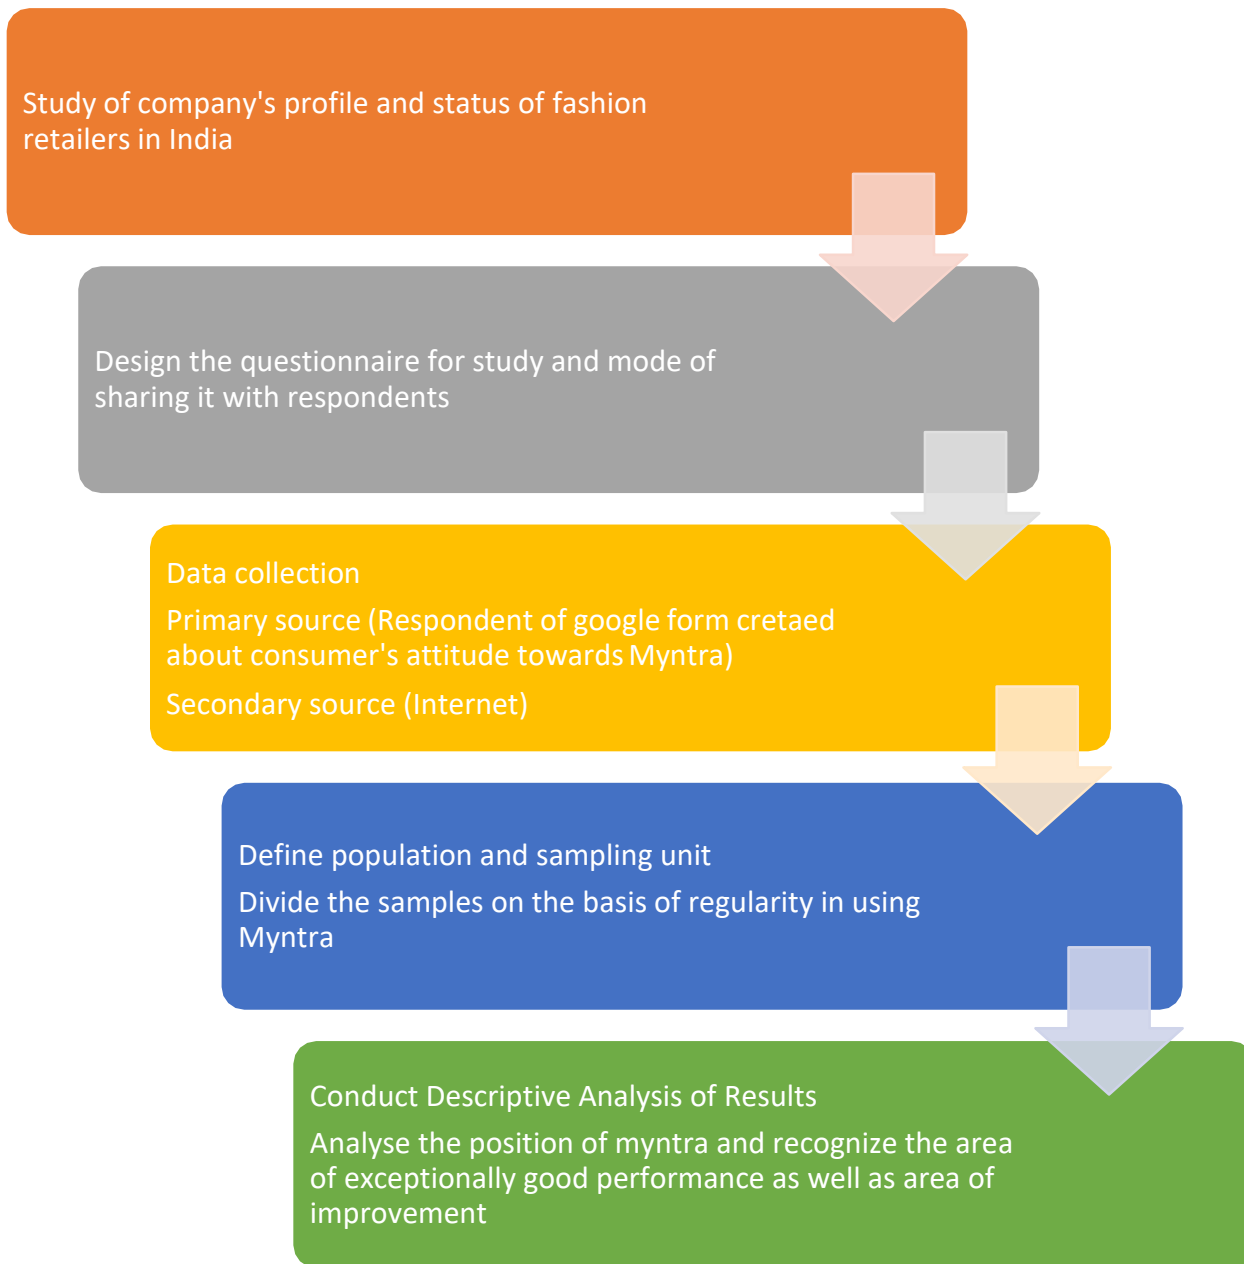 Study of company's profile and status of fashion
retailers in India
Design the questionnaire for study and mode of
sharing it with respondents
Data collection
Primary source (Respondent of google form cretaed
about consumer's attitude towards Myntra)
Secondary source (Internet)
Define population and sampling unit
Divide the samples on the basis of regularity in using
Myntra
Conduct Descriptive Analysis of Results
Analyse the position of myntra and recognize the area
of exceptionally good performance as well as area of
improvement